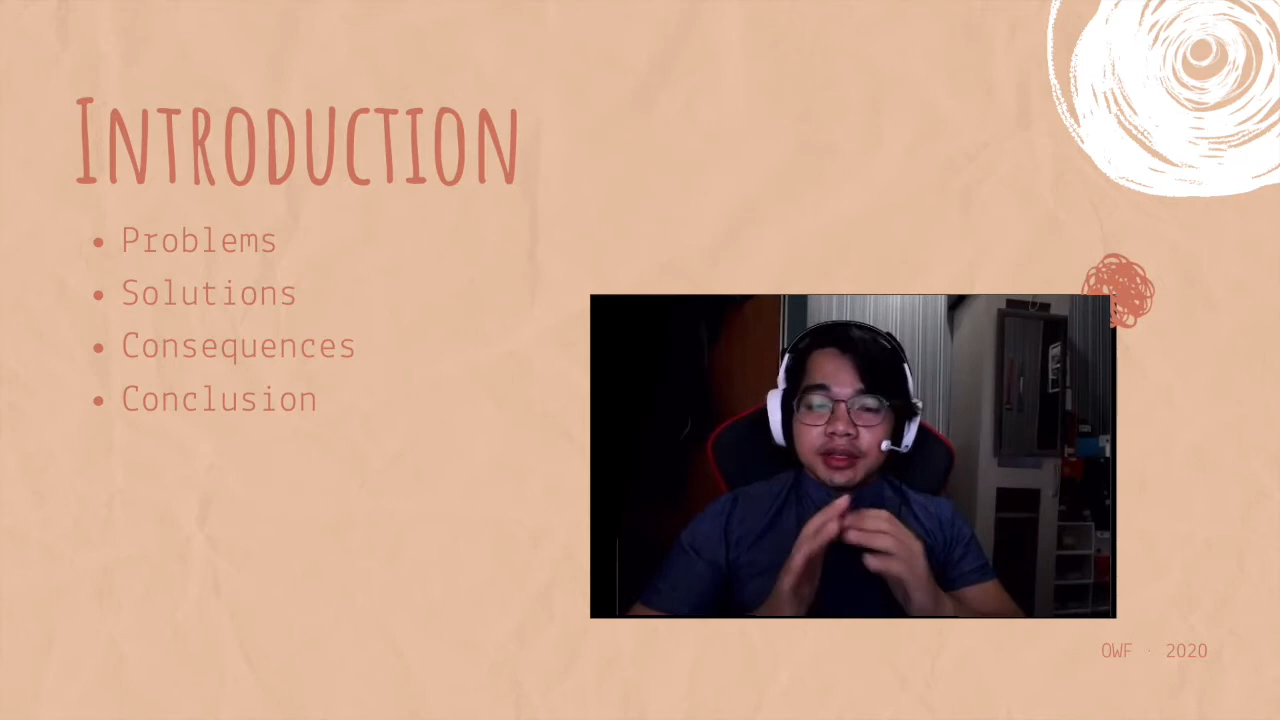 Introduction
• Problems
• Solutions
• Consequences
• Conclusion
OWF · 2020